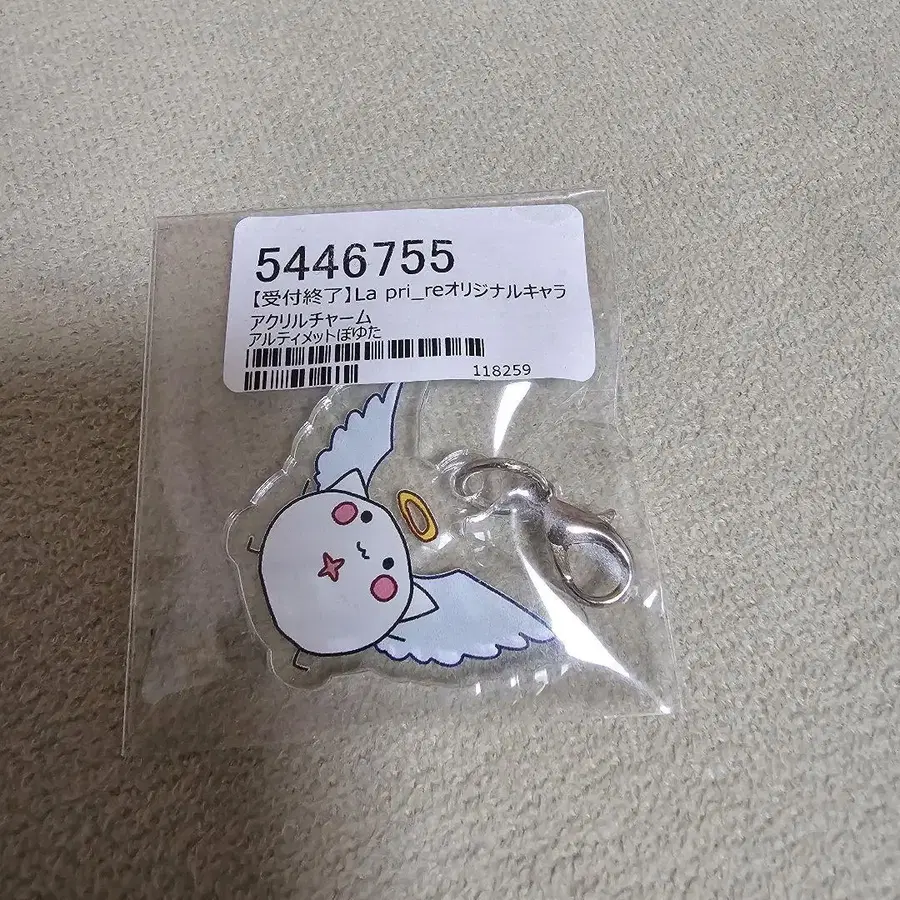 5446755
【受付終了】La pri_reオリジナルキャラ
アクリルチャーム
アルティメットぽゆた
118259